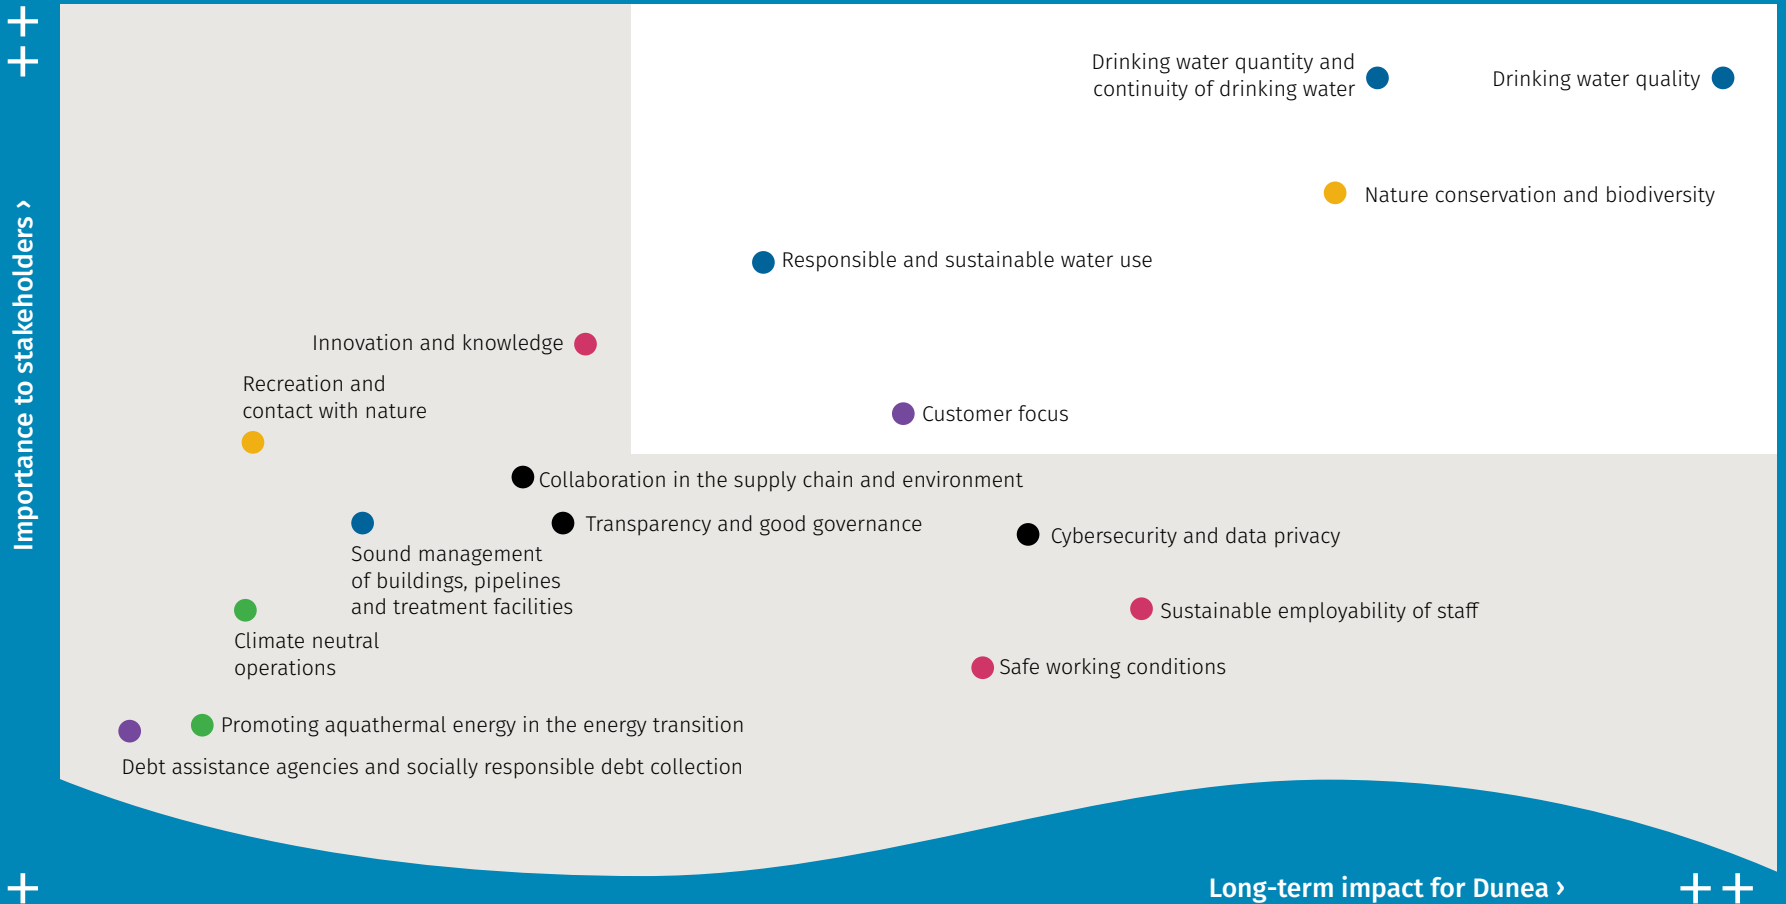 ++
Importance to stakeholders ›
Drinking water quantity and
continuity of drinking water
Drinking water quality
Nature conservation and biodiversity
Responsible and sustainable water use
Innovation and knowledge
Recreation and
contact with nature
Customer focus
Collaboration in the supply chain and environment
Transparency and good governance
Cybersecurity and data privacy
Sound management
of buildings, pipelines
and treatment facilities
Sustainable employability of staff
Climate neutral
operations
Safe working conditions
Promoting aquathermal energy in the energy transition
Debt assistance agencies and socially responsible debt collection
+
Long-term impact for Dunea ›
++